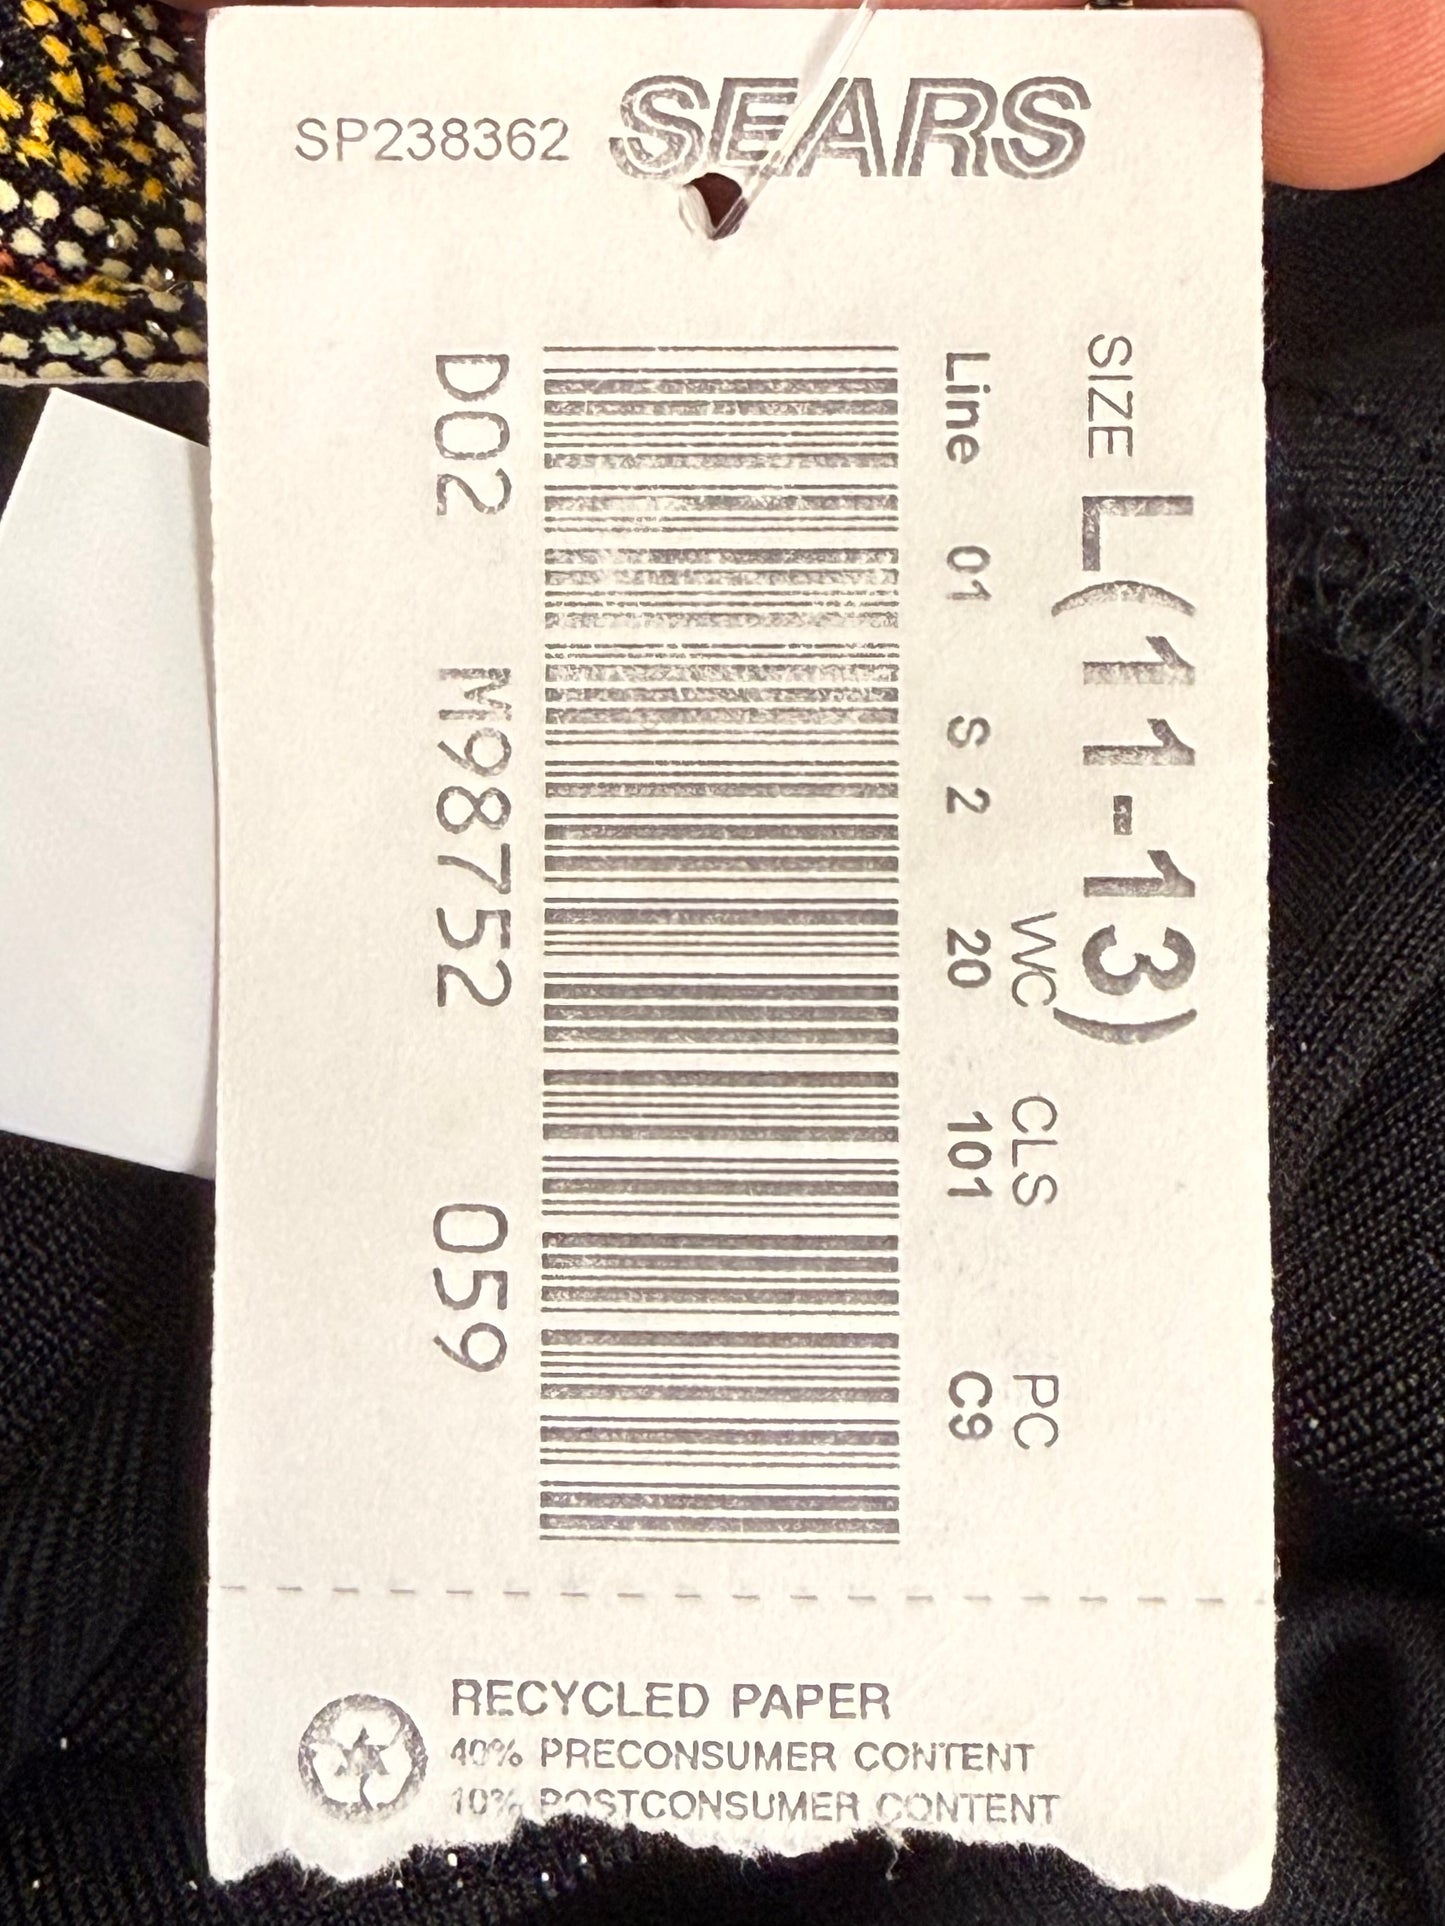 SP238362 SEARS
SIZE L(11-13)
WC CLS PC
Line 01 S 2 20 101 C9
D02 M98752 059
RECYCLED PAPER
40% PRECONSUMER CONTENT
10% POSTCONSUMER CONTENT